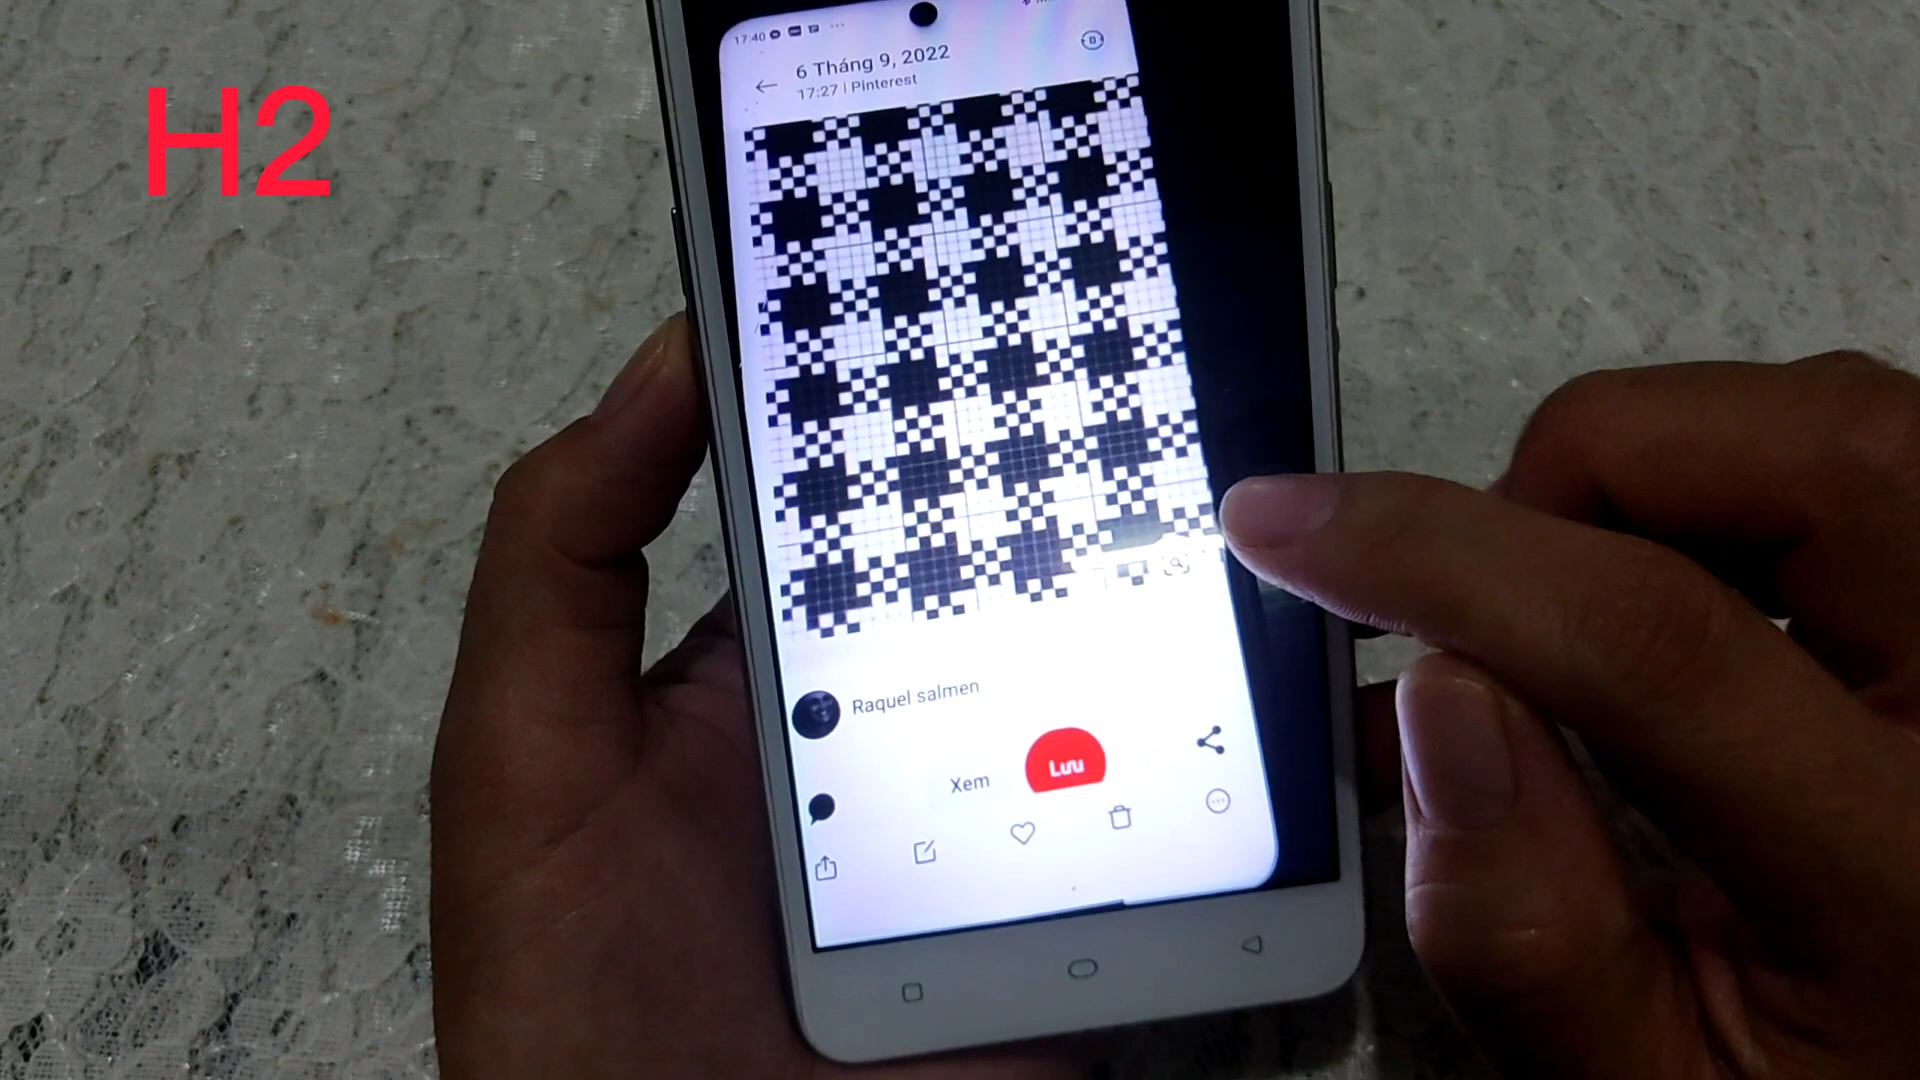 H2
17:40
6 Tháng 9, 2022
17:27 | Pinterest
Raquel salmen
Xem
Lưu